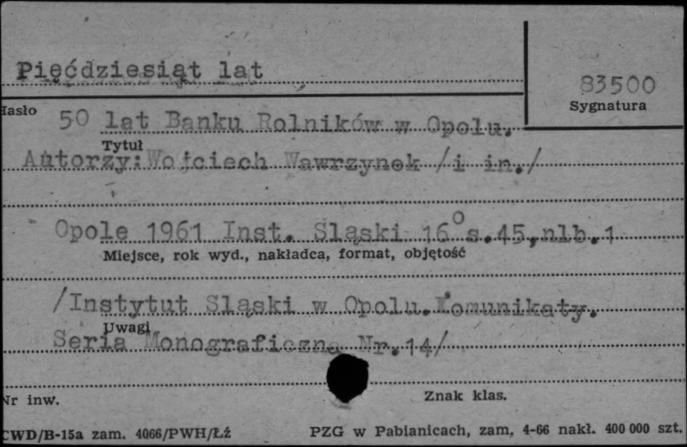 Pięćdziesiąt lat
83500
Hasło
Sygnatura
50 lat Banku Rolników w Opolu.
Tytuł
Autorzy: Wojciech Wawrzynek /i in./
Opole 1961 Inst. Śląski 16° s.45,nlb.1
Miejsce, rok wyd., nakładca, format, objętość
/Instytut Śląski w Opolu. Komunikaty.
Uwagi
Seria Monograficzna Nr.14/
Nr inw.
Znak klas.
CWD/B-15a zam. 4066/PWH/Łź
PZG w Pabianicach, zam, 4-66 nakł. 400 000 szt.